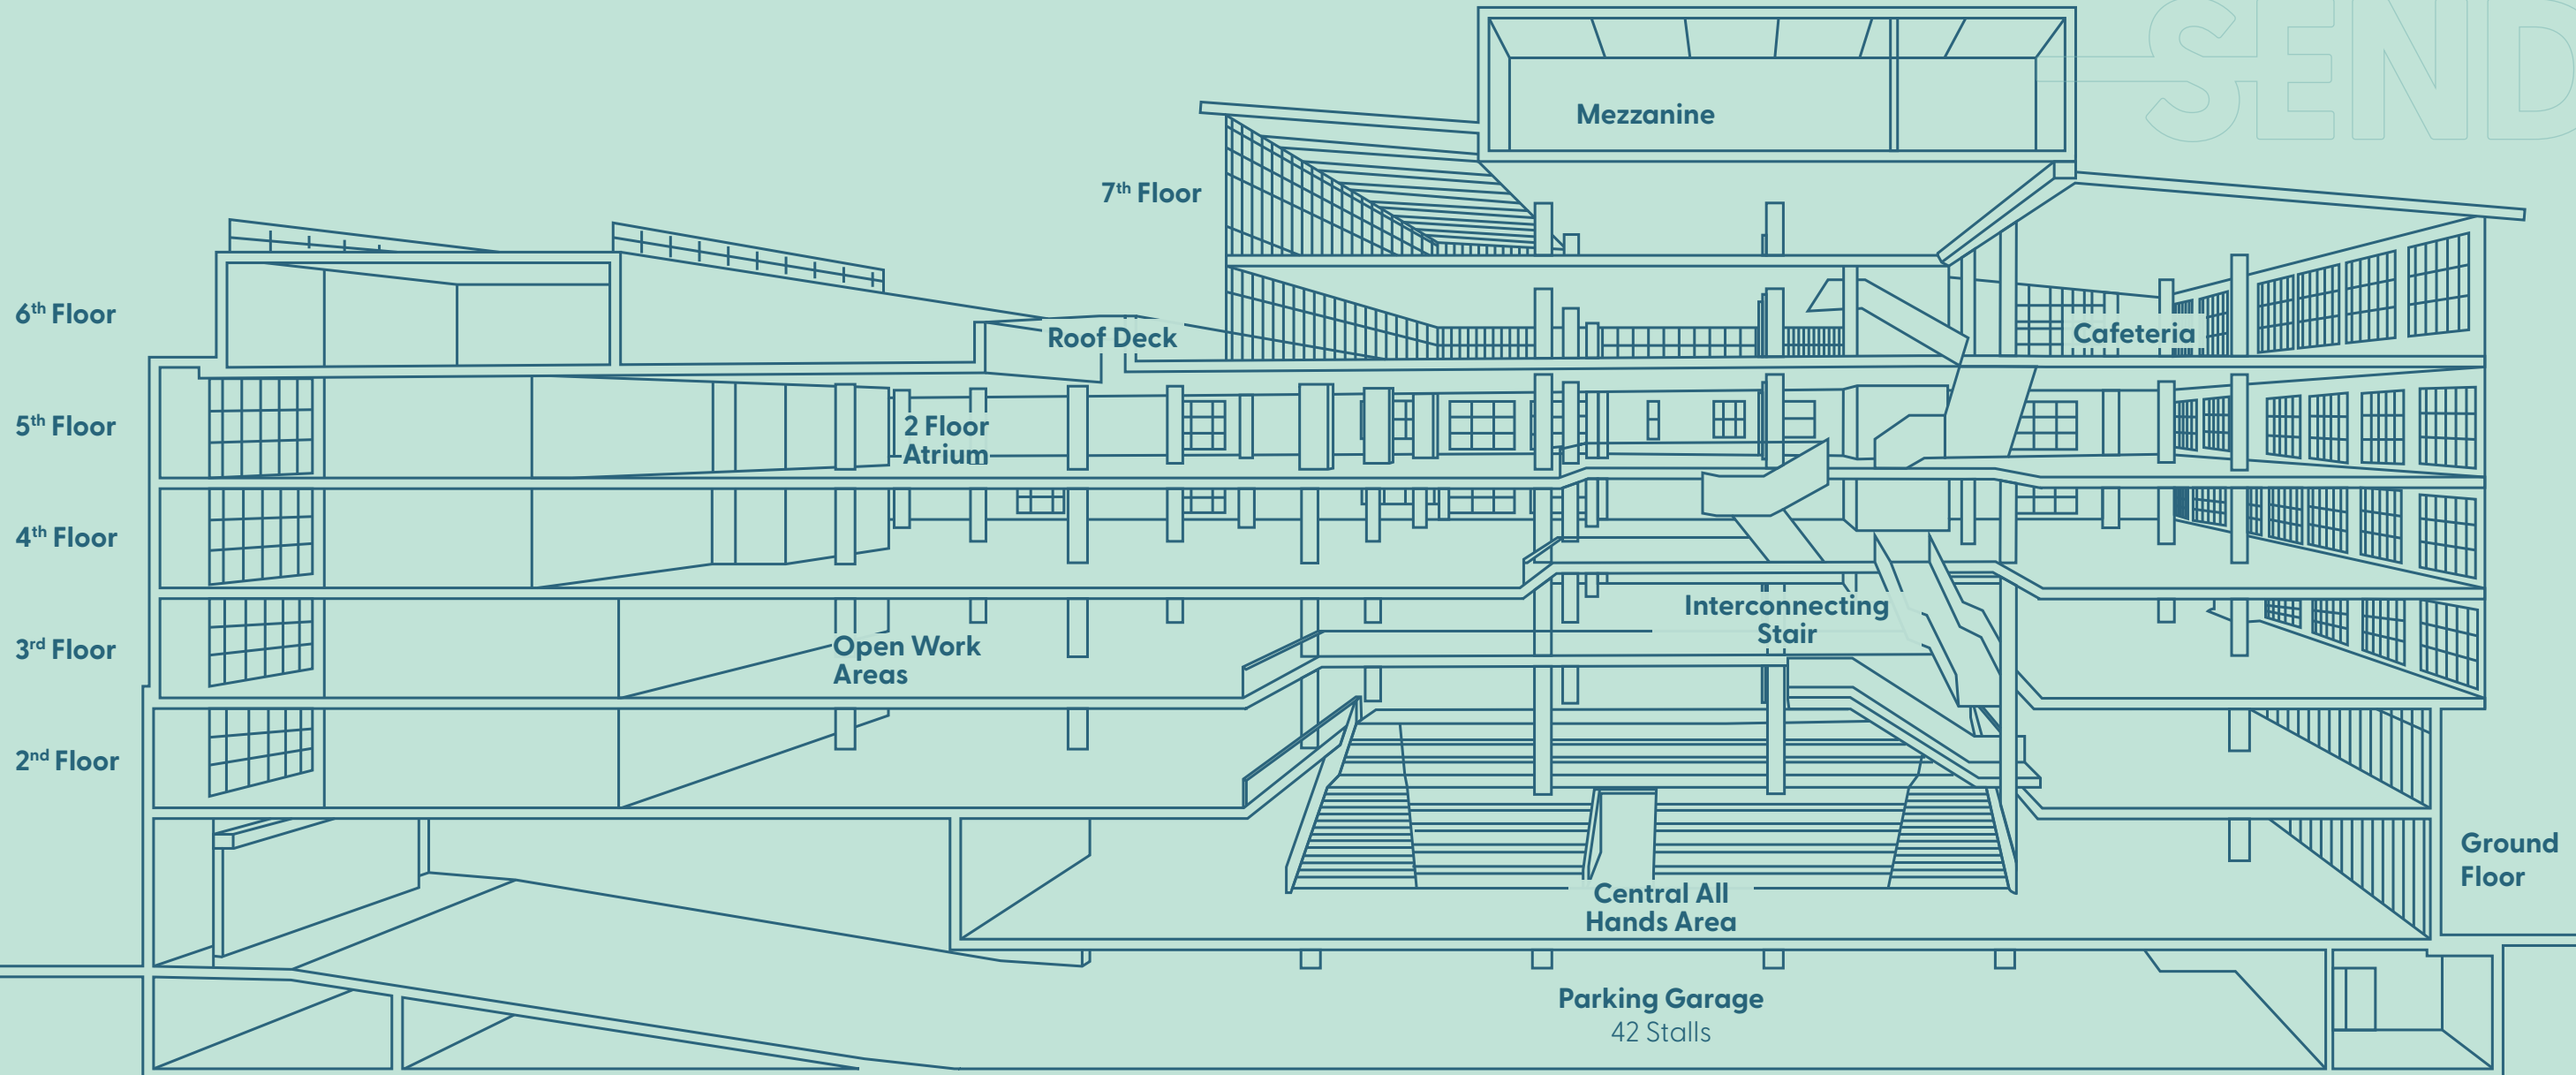 SEND
Mezzanine
7th Floor
6th Floor
Roof Deck
Cafeteria
5th Floor
2 Floor
Atrium
4th Floor
Interconnecting
Stair
3rd Floor
Open Work
Areas
2nd Floor
Ground
Floor
Central All
Hands Area
Parking Garage
42 Stalls